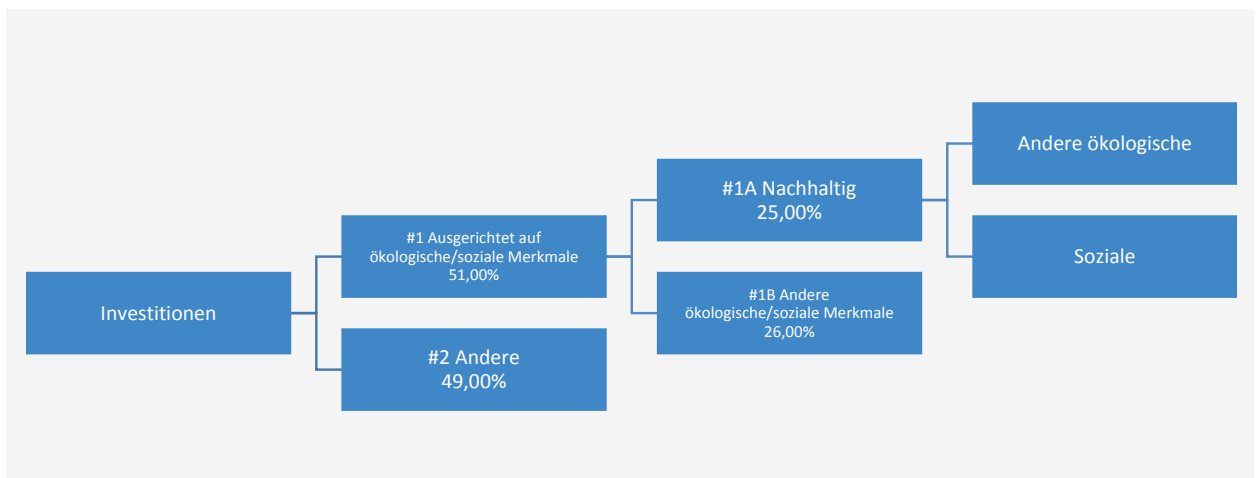 Investitionen
#1 Ausgerichtet auf
ökologische/soziale Merkmale
51,00%
#2 Andere
49,00%
#1A Nachhaltig
25,00%
#1B Andere
ökologische/soziale Merkmale
26,00%
Andere ökologische
Soziale